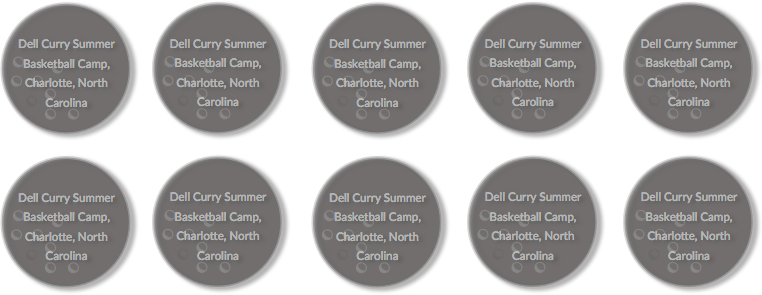 Dell Curry Summer
Basketball Camp,
Charlotte, North
Carolina
Dell Curry Summer
Basketball Camp,
Charlotte, North
Carolina
Dell Curry Summer
Basketball Camp,
Charlotte, North
Carolina
Dell Curry Summer
Basketball Camp,
Charlotte, North
Carolina
Dell Curry Summer
Basketball Camp,
Charlotte, North
Carolina
Dell Curry Summer
Basketball Camp,
Charlotte, North
Carolina
Dell Curry Summer
Basketball Camp,
Charlotte, North
Carolina
Dell Curry Summer
Basketball Camp,
Charlotte, North
Carolina
Dell Curry Summer
Basketball Camp,
Charlotte, North
Carolina
Dell Curry Summer
Basketball Camp,
Charlotte, North
Carolina